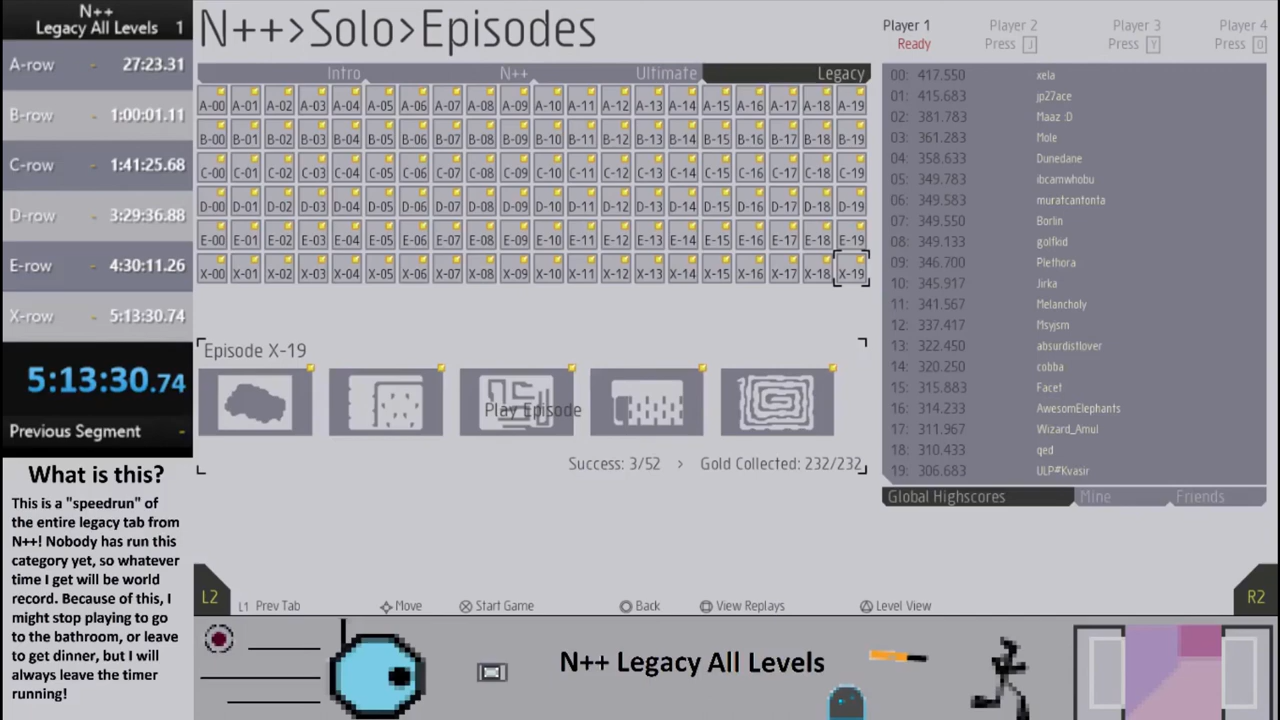 N++
Legacy All Levels 1
A-row - 27:23.31
B-row - 1:00:01.11
C-row - 1:41:25.68
D-row - 3:29:36.88
E-row - 4:30:11.26
X-row - 5:13:30.74
5:13:30.74
Previous Segment -
What is this?
This is a "speedrun" of
the entire legacy tab from
N++! Nobody has run this
category yet, so whatever
time I get will be world
record. Because of this, I
might stop playing to go
to the bathroom, or leave
to get dinner, but I will
always leave the timer
running!
N++>Solo>Episodes
Intro N++ Ultimate Legacy
A-00 A-01 A-02 A-03 A-04 A-05 A-06 A-07 A-08 A-09 A-10 A-11 A-12 A-13 A-14 A-15 A-16 A-17 A-18 A-19
B-00 B-01 B-02 B-03 B-04 B-05 B-06 B-07 B-08 B-09 B-10 B-11 B-12 B-13 B-14 B-15 B-16 B-17 B-18 B-19
C-00 C-01 C-02 C-03 C-04 C-05 C-06 C-07 C-08 C-09 C-10 C-11 C-12 C-13 C-14 C-15 C-16 C-17 C-18 C-19
D-00 D-01 D-02 D-03 D-04 D-05 D-06 D-07 D-08 D-09 D-10 D-11 D-12 D-13 D-14 D-15 D-16 D-17 D-18 D-19
E-00 E-01 E-02 E-03 E-04 E-05 E-06 E-07 E-08 E-09 E-10 E-11 E-12 E-13 E-14 E-15 E-16 E-17 E-18 E-19
X-00 X-01 X-02 X-03 X-04 X-05 X-06 X-07 X-08 X-09 X-10 X-11 X-12 X-13 X-14 X-15 X-16 X-17 X-18 X-19
Episode X-19
Play Episode
Success: 3/52 > Gold Collected: 232/232
Player 1 Player 2 Player 3 Player 4
Ready Press J Press Y Press O
00: 417.550 xela
01: 415.683 jp27ace
02: 381.783 Maaz :D
03: 361.283 Mole
04: 358.633 Dunedane
05: 349.783 ibcamwhobu
06: 349.583 muratcantonta
07: 349.550 Borlin
08: 349.133 golfkid
09: 346.700 Plethora
10: 345.917 Jirka
11: 341.567 Melancholy
12: 337.417 Msyjsm
13: 322.450 absurdistlover
14: 320.250 cobba
15: 315.883 Facet
16: 314.233 AwesomElephants
17: 311.967 Wizard_Amul
18: 310.433 qed
19: 306.683 ULP#Kvasir
Global Highscores Mine Friends
L2 L1 Prev Tab Move Start Game Back View Replays Level View R2
N++ Legacy All Levels